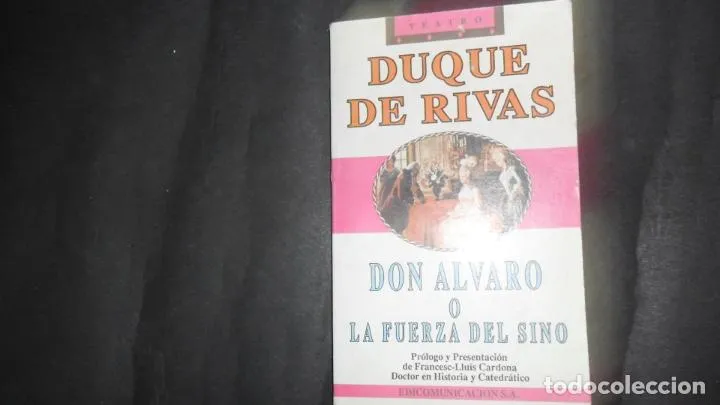 TEATRO
DUQUE
DE RIVAS
DON ALVARO
O
LA FUERZA DEL SINO
Prólogo y Presentación
de Francesc-Lluís Cardona
Doctor en Historia y Catedrático
EDICOMUNICACION S.A.
todocoleccion